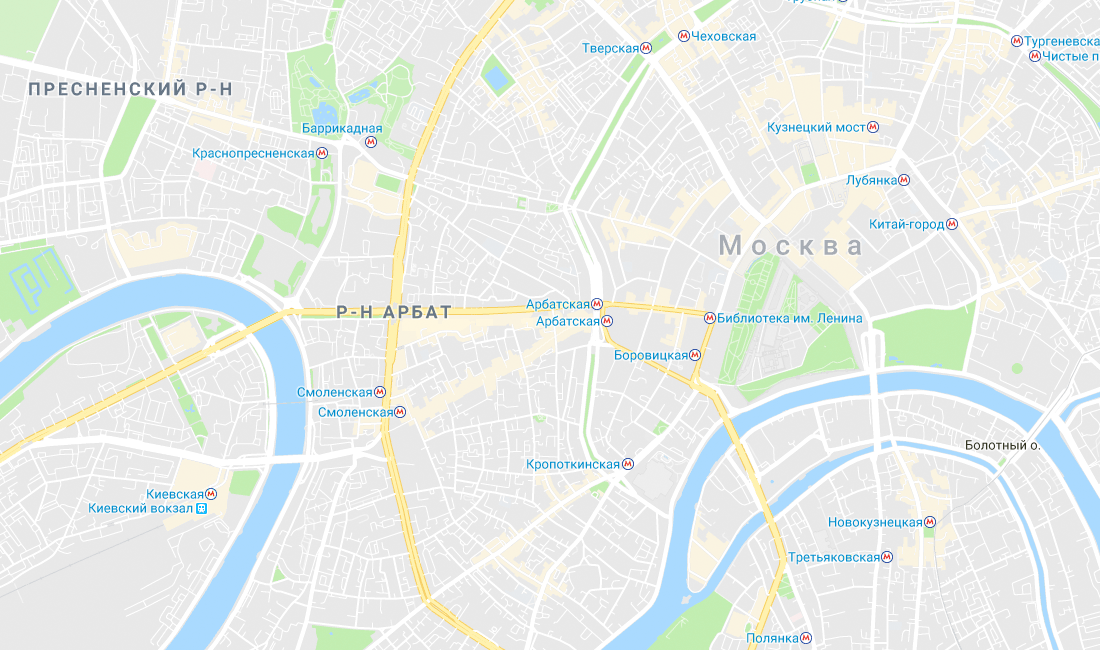 Чеховская
Тверская
Тургеневска
Чистые п
ПРЕСНЕНСКИЙ Р-Н
Баррикадная
Кузнецкий мост
Краснопресненская
Лубянка
Китай-город
Москва
Арбатская
Р-Н АРБАТ
Арбатская
Библиотека им. Ленина
Боровицкая
Смоленская
Смоленская
Болотный о.
Кропоткинская
Киевская
Киевский вокзал
Новокузнецкая
Третьяковская
Полянка